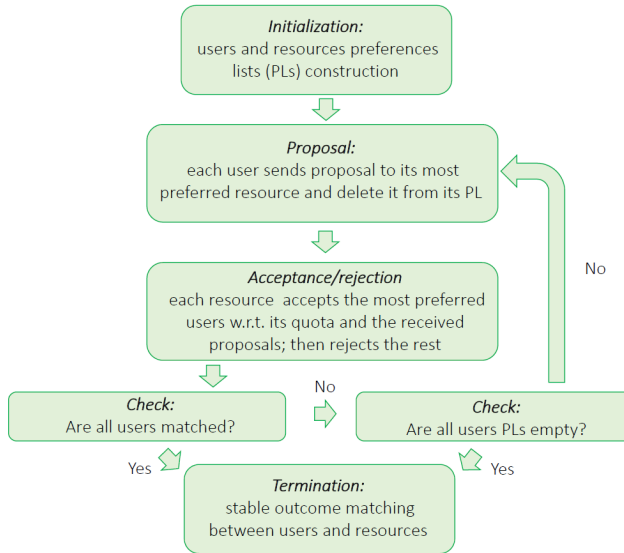 Initialization:
users and resources preferences
lists (PLs) construction
Proposal:
each user sends proposal to its most
preferred resource and delete it from its PL
No
Acceptance/rejection
each resource accepts the most preferred
users w.r.t. its quota and the received
proposals; then rejects the rest
No
Check:
Are all users matched?
Check:
Are all users PLs empty?
Yes
Yes
Termination:
stable outcome matching
between users and resources